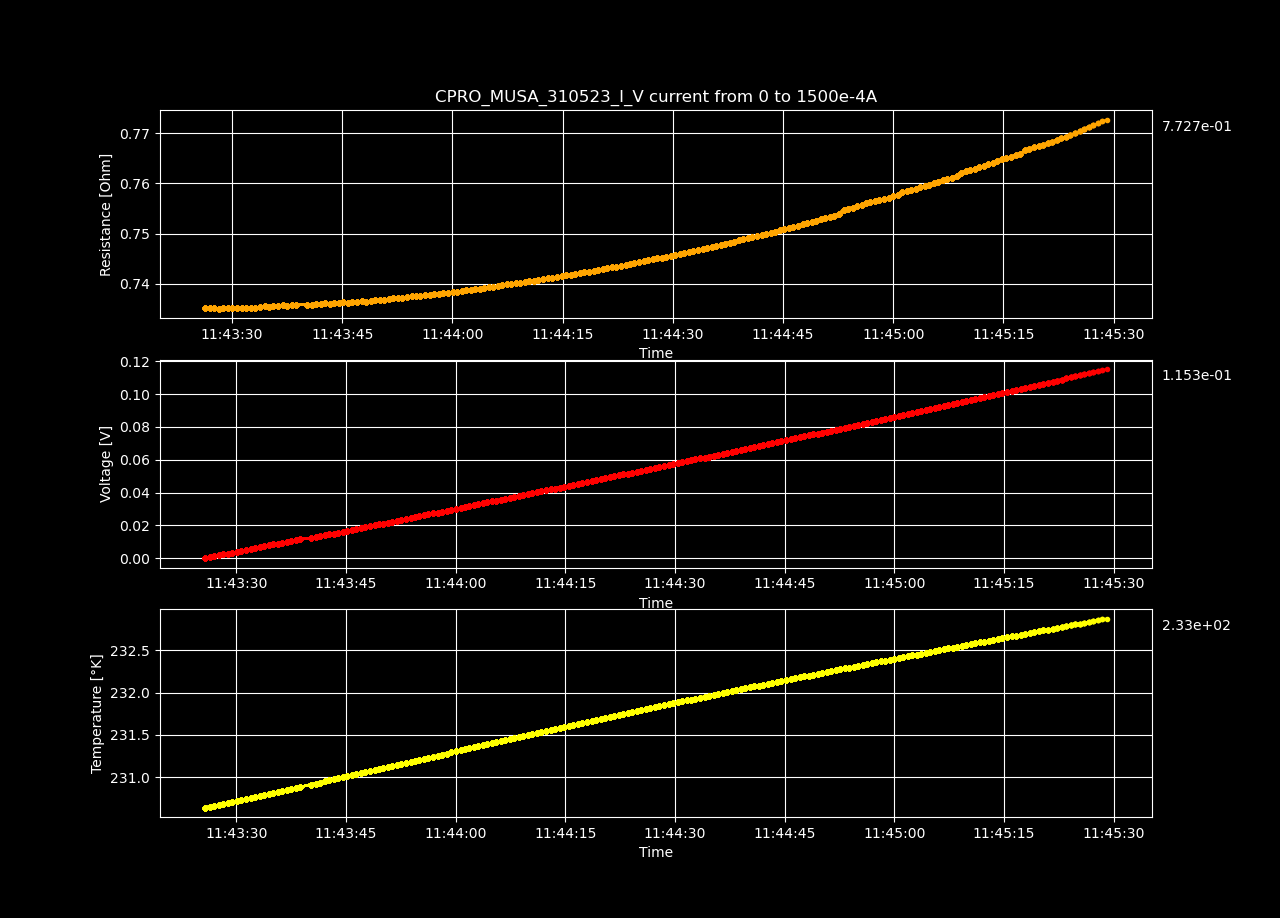 CPRO_MUSA_310523_I_V current from 0 to 1500e-4A
7.727e-01
0.77
0.76
0.75
0.74
Resistance [Ohm]
11:43:30 11:43:45 11:44:00 11:44:15 11:44:30 11:44:45 11:45:00 11:45:15 11:45:30
Time
1.153e-01
0.12
0.10
0.08
0.06
0.04
0.02
0.00
Voltage [V]
11:43:30 11:43:45 11:44:00 11:44:15 11:44:30 11:44:45 11:45:00 11:45:15 11:45:30
Time
2.33e+02
232.5
232.0
231.5
231.0
Temperature [°K]
11:43:30 11:43:45 11:44:00 11:44:15 11:44:30 11:44:45 11:45:00 11:45:15 11:45:30
Time